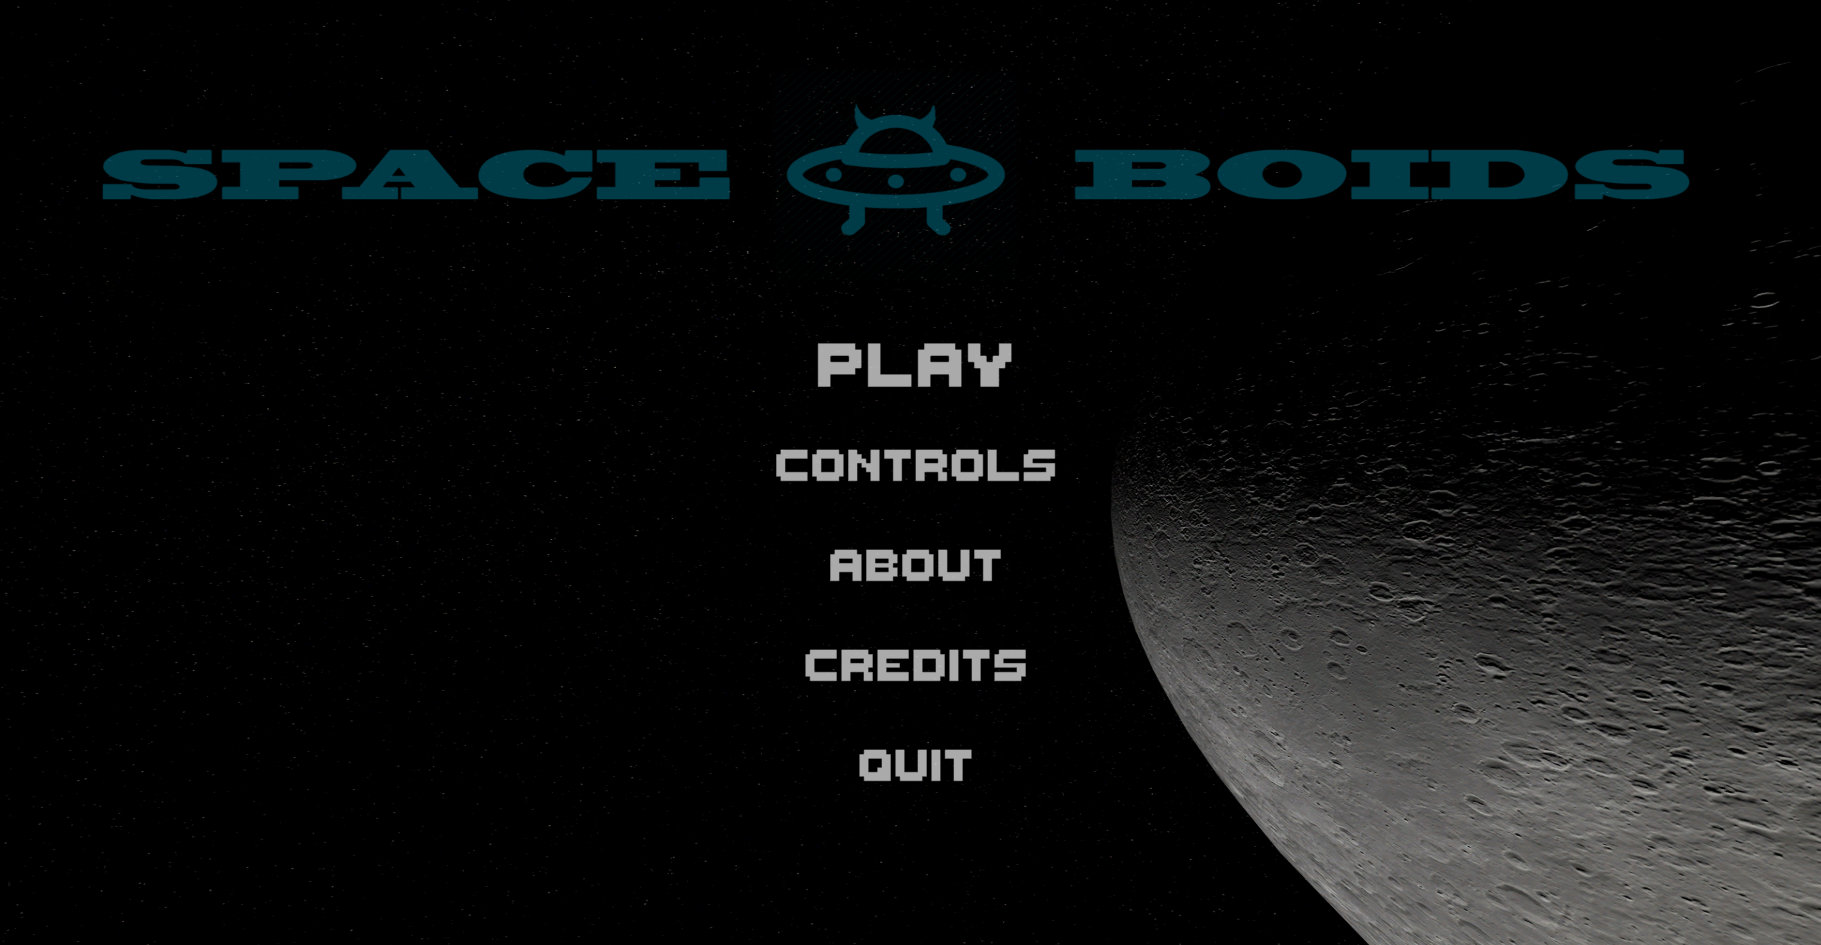 SPACE BOIDS
PLAY
CONTROLS
ABOUT
CREDITS
QUIT